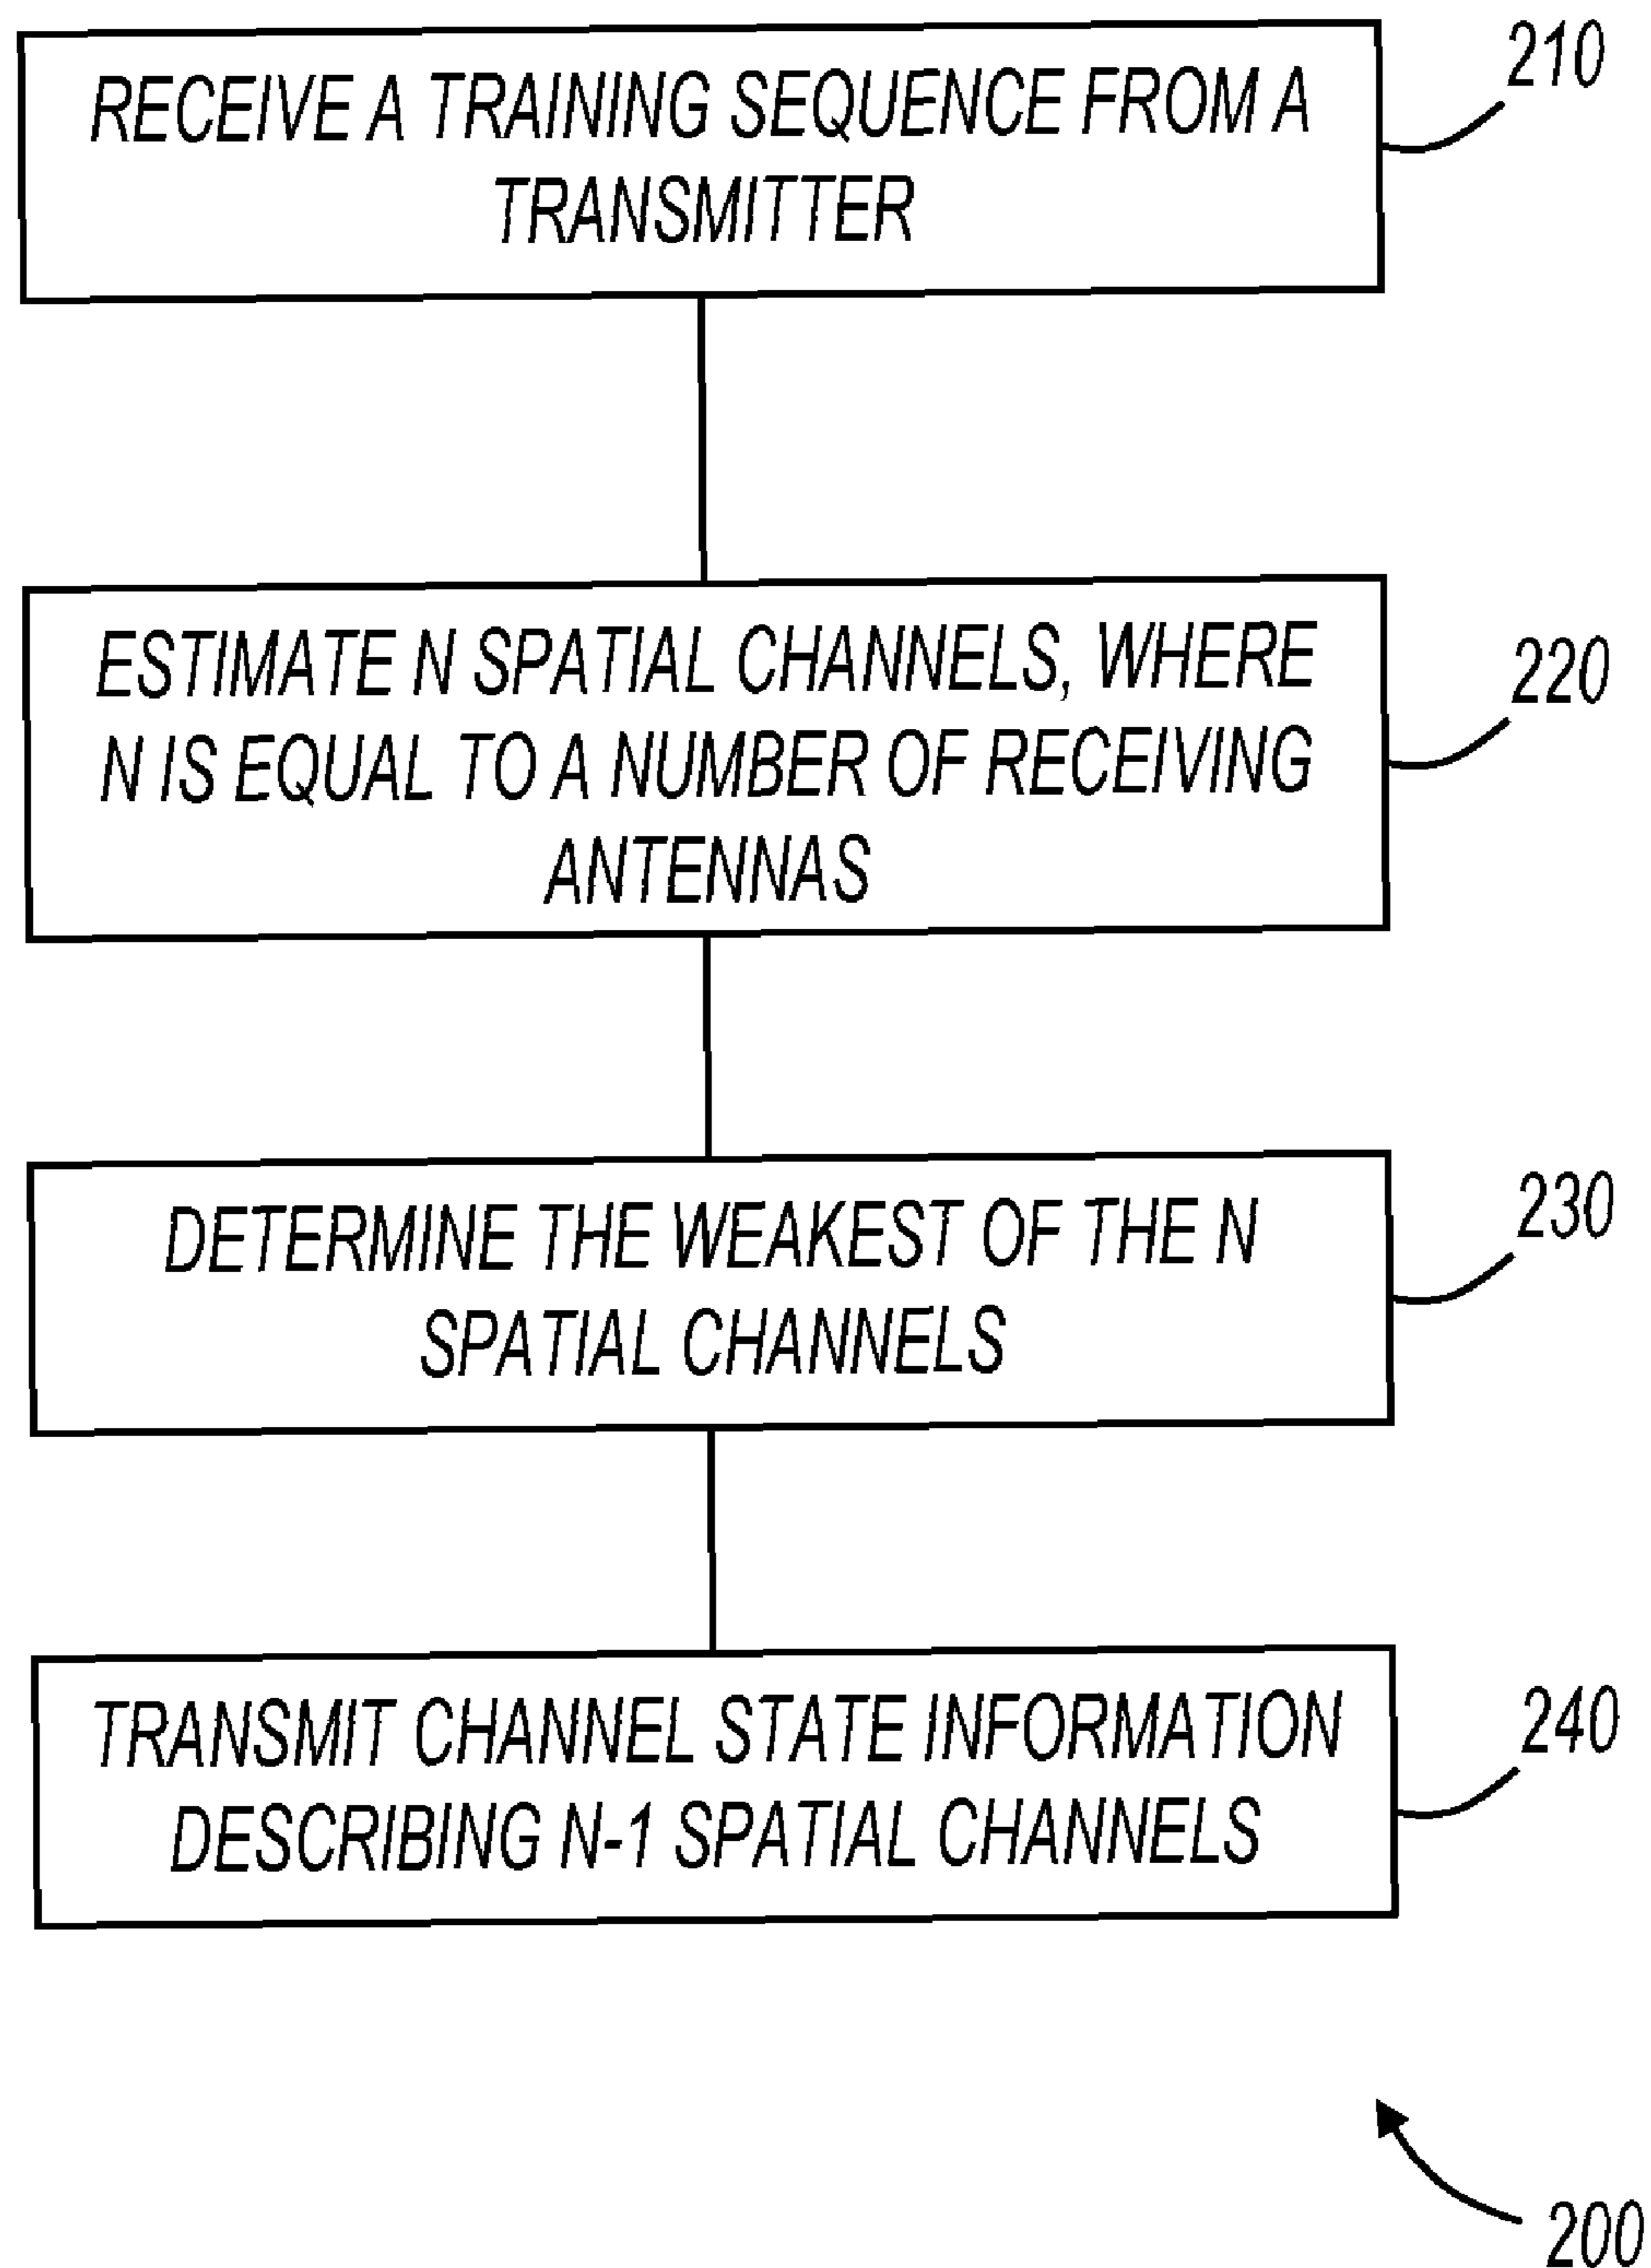 RECEIVE A TRAINING SEQUENCE FROM A
TRANSMITTER
210
ESTIMATE N SPATIAL CHANNELS, WHERE
N IS EQUAL TO A NUMBER OF RECEIVING
ANTENNAS
220
DETERMINE THE WEAKEST OF THE N
SPATIAL CHANNELS
230
TRANSMIT CHANNEL STATE INFORMATION
DESCRIBING N-1 SPATIAL CHANNELS
240
200